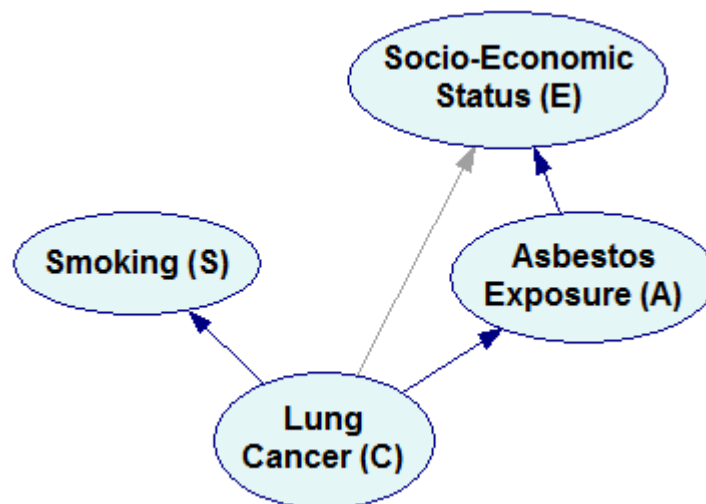 Socio-Economic
Status (E)
Smoking (S)
Asbestos
Exposure (A)
Lung
Cancer (C)